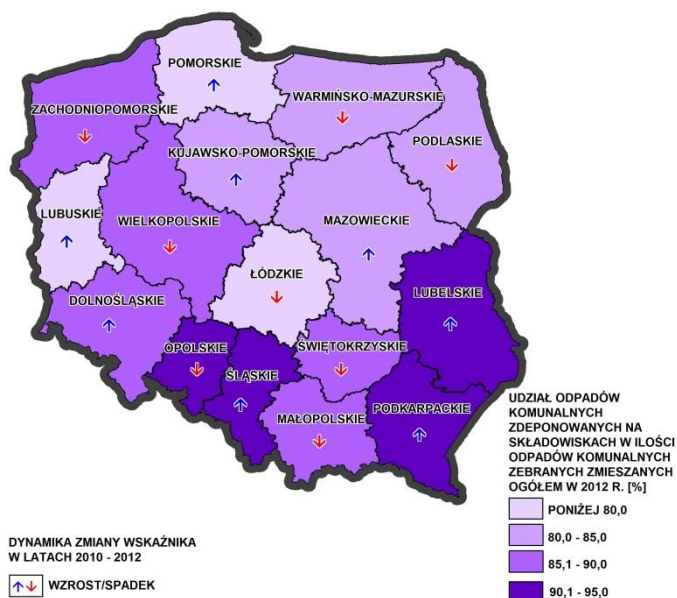 POMORSKIE
WARMIŃSKO-MAZURSKIE
ZACHODNIOPOMORSKIE
PODLASKIE
KUJAWSKO-POMORSKIE
LUBUSKIE
WIELKOPOLSKIE
MAZOWIECKIE
ŁÓDZKIE
LUBELSKIE
DOLNOŚLĄSKIE
OPOLSKIE
ŚWIĘTOKRZYSKIE
ŚLĄSKIE
MAŁOPOLSKIE
PODKARPACKIE
UDZIAŁ ODPADÓW
KOMUNALNYCH
ZDEPONOWANYCH NA
SKŁADOWISKACH W ILOŚCI
ODPADÓW KOMUNALNYCH
ZEBRANYCH ZMIESZANYCH
OGÓŁEM W 2012 R. [%]
PONIŻEJ 80,0
80,0 - 85,0
85,1 - 90,0
90,1 - 95,0
DYNAMIKA ZMIANY WSKAŹNIKA
W LATACH 2010 - 2012
WZROST/SPADEK